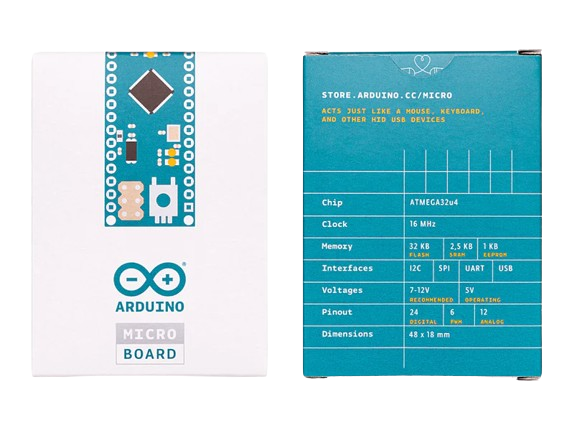 ARDUINO
MICRO
BOARD
STORE.ARDUINO.CC/MICRO
ACTS JUST LIKE A MOUSE, KEYBOARD,
AND OTHER HID USB DEVICES
Chip ATMEGA32u4
Clock 16 MHz
Memory 32 KB 2,5 KB 1 KB
FLASH SRAM EEPROM
Interfaces I2C SPI UART USB
Voltages 7-12V 5V
RECOMMENDED OPERATING
Pinout 24 6 12
DIGITAL PWM ANALOG
Dimensions 48 x 18 mm